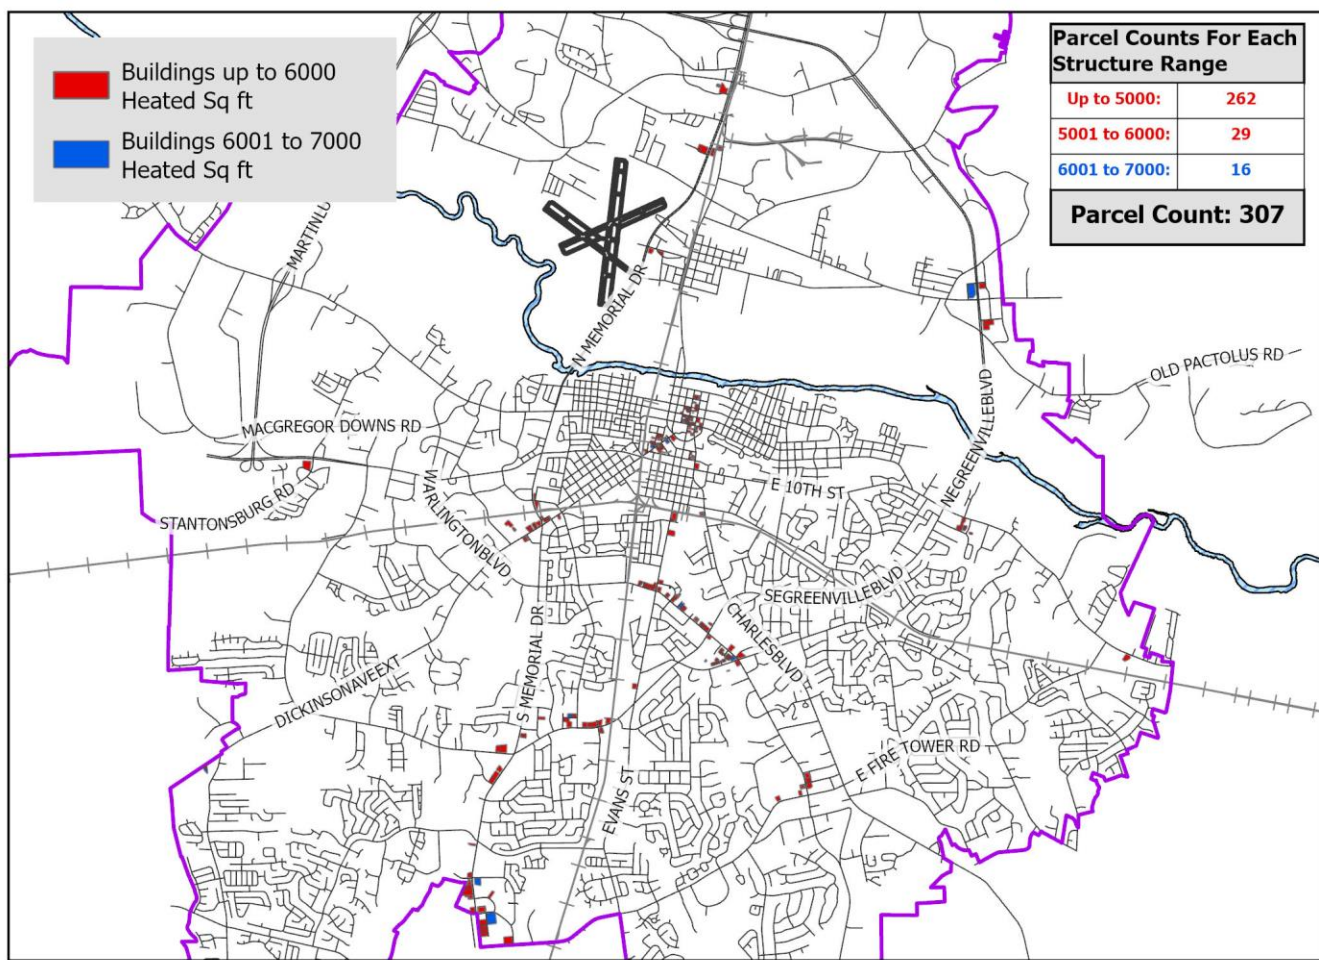 Buildings up to 6000
Heated Sq ft
Buildings 6001 to 7000
Heated Sq ft
Parcel Counts For Each
Structure Range
Up to 5000: 262
5001 to 6000: 29
6001 to 7000: 16
Parcel Count: 307
MARTINLU
N MEMORIAL DR
OLD PACTOLUS RD
MACGREGOR DOWNS RD
NEGREENVILLEBLVD
WARLINGTONBLVD
E 10TH ST
STANTONSBURG RD
SEGREENVILLEBLVD
CHARLESBLVD
S MEMORIAL DR
DICKINSONAVEEXT
E FIRE TOWER RD
EVANS ST